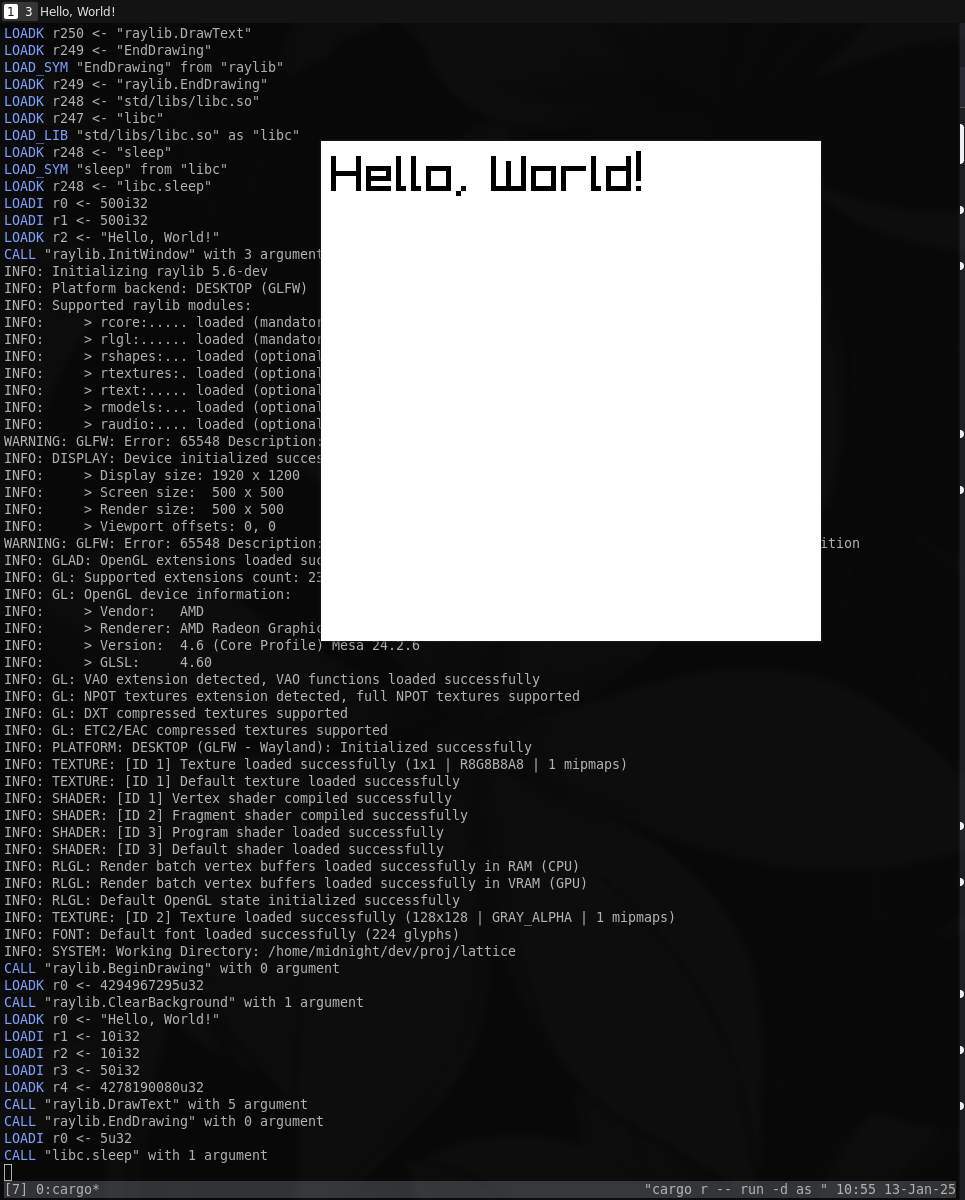 1 3 Hello, World!
LOADK r250 <- "raylib.DrawText"
LOADK r249 <- "EndDrawing"
LOAD_SYM "EndDrawing" from "raylib"
LOADK r249 <- "raylib.EndDrawing"
LOADK r248 <- "std/libs/libc.so"
LOADK r247 <- "libc"
LOAD_LIB "std/libs/libc.so" as "libc"
LOADK r248 <- "sleep"
LOAD_SYM "sleep" from "libc"
LOADK r248 <- "libc.sleep"
LOADI r0 <- 500i32
LOADI r1 <- 500i32
LOADK r2 <- "Hello, World!"
CALL "raylib.InitWindow" with 3 argument
INFO: Initializing raylib 5.6-dev
INFO: Platform backend: DESKTOP (GLFW)
INFO: Supported raylib modules:
INFO:     > rcore:..... loaded (mandator
INFO:     > rlgl:...... loaded (mandator
INFO:     > rshapes:... loaded (optional
INFO:     > rtextures:. loaded (optional
INFO:     > rtext:..... loaded (optional
INFO:     > rmodels:... loaded (optional
INFO:     > raudio:.... loaded (optional
WARNING: GLFW: Error: 65548 Description:
INFO: DISPLAY: Device initialized succes
INFO:     > Display size: 1920 x 1200
INFO:     > Screen size:  500 x 500
INFO:     > Render size:  500 x 500
INFO:     > Viewport offsets: 0, 0
WARNING: GLFW: Error: 65548 Description: ition
INFO: GLAD: OpenGL extensions loaded suc
INFO: GL: Supported extensions count: 23
INFO: GL: OpenGL device information:
INFO:     > Vendor:   AMD
INFO:     > Renderer: AMD Radeon Graphic
INFO:     > Version:  4.6 (Core Profile) Mesa 24.2.6
INFO:     > GLSL:     4.60
INFO: GL: VAO extension detected, VAO functions loaded successfully
INFO: GL: NPOT textures extension detected, full NPOT textures supported
INFO: GL: DXT compressed textures supported
INFO: GL: ETC2/EAC compressed textures supported
INFO: PLATFORM: DESKTOP (GLFW - Wayland): Initialized successfully
INFO: TEXTURE: [ID 1] Texture loaded successfully (1x1 | R8G8B8A8 | 1 mipmaps)
INFO: TEXTURE: [ID 1] Default texture loaded successfully
INFO: SHADER: [ID 1] Vertex shader compiled successfully
INFO: SHADER: [ID 2] Fragment shader compiled successfully
INFO: SHADER: [ID 3] Program shader loaded successfully
INFO: SHADER: [ID 3] Default shader loaded successfully
INFO: RLGL: Render batch vertex buffers loaded successfully in RAM (CPU)
INFO: RLGL: Render batch vertex buffers loaded successfully in VRAM (GPU)
INFO: RLGL: Default OpenGL state initialized successfully
INFO: TEXTURE: [ID 2] Texture loaded successfully (128x128 | GRAY_ALPHA | 1 mipmaps)
INFO: FONT: Default font loaded successfully (224 glyphs)
INFO: SYSTEM: Working Directory: /home/midnight/dev/proj/lattice
CALL "raylib.BeginDrawing" with 0 argument
LOADK r0 <- 4294967295u32
CALL "raylib.ClearBackground" with 1 argument
LOADK r0 <- "Hello, World!"
LOADI r1 <- 10i32
LOADI r2 <- 10i32
LOADI r3 <- 50i32
LOADK r4 <- 4278190080u32
CALL "raylib.DrawText" with 5 argument
CALL "raylib.EndDrawing" with 0 argument
LOADI r0 <- 5u32
CALL "libc.sleep" with 1 argument
[7] 0:cargo* "cargo r -- run -d as " 10:55 13-Jan-25
Hello, World!